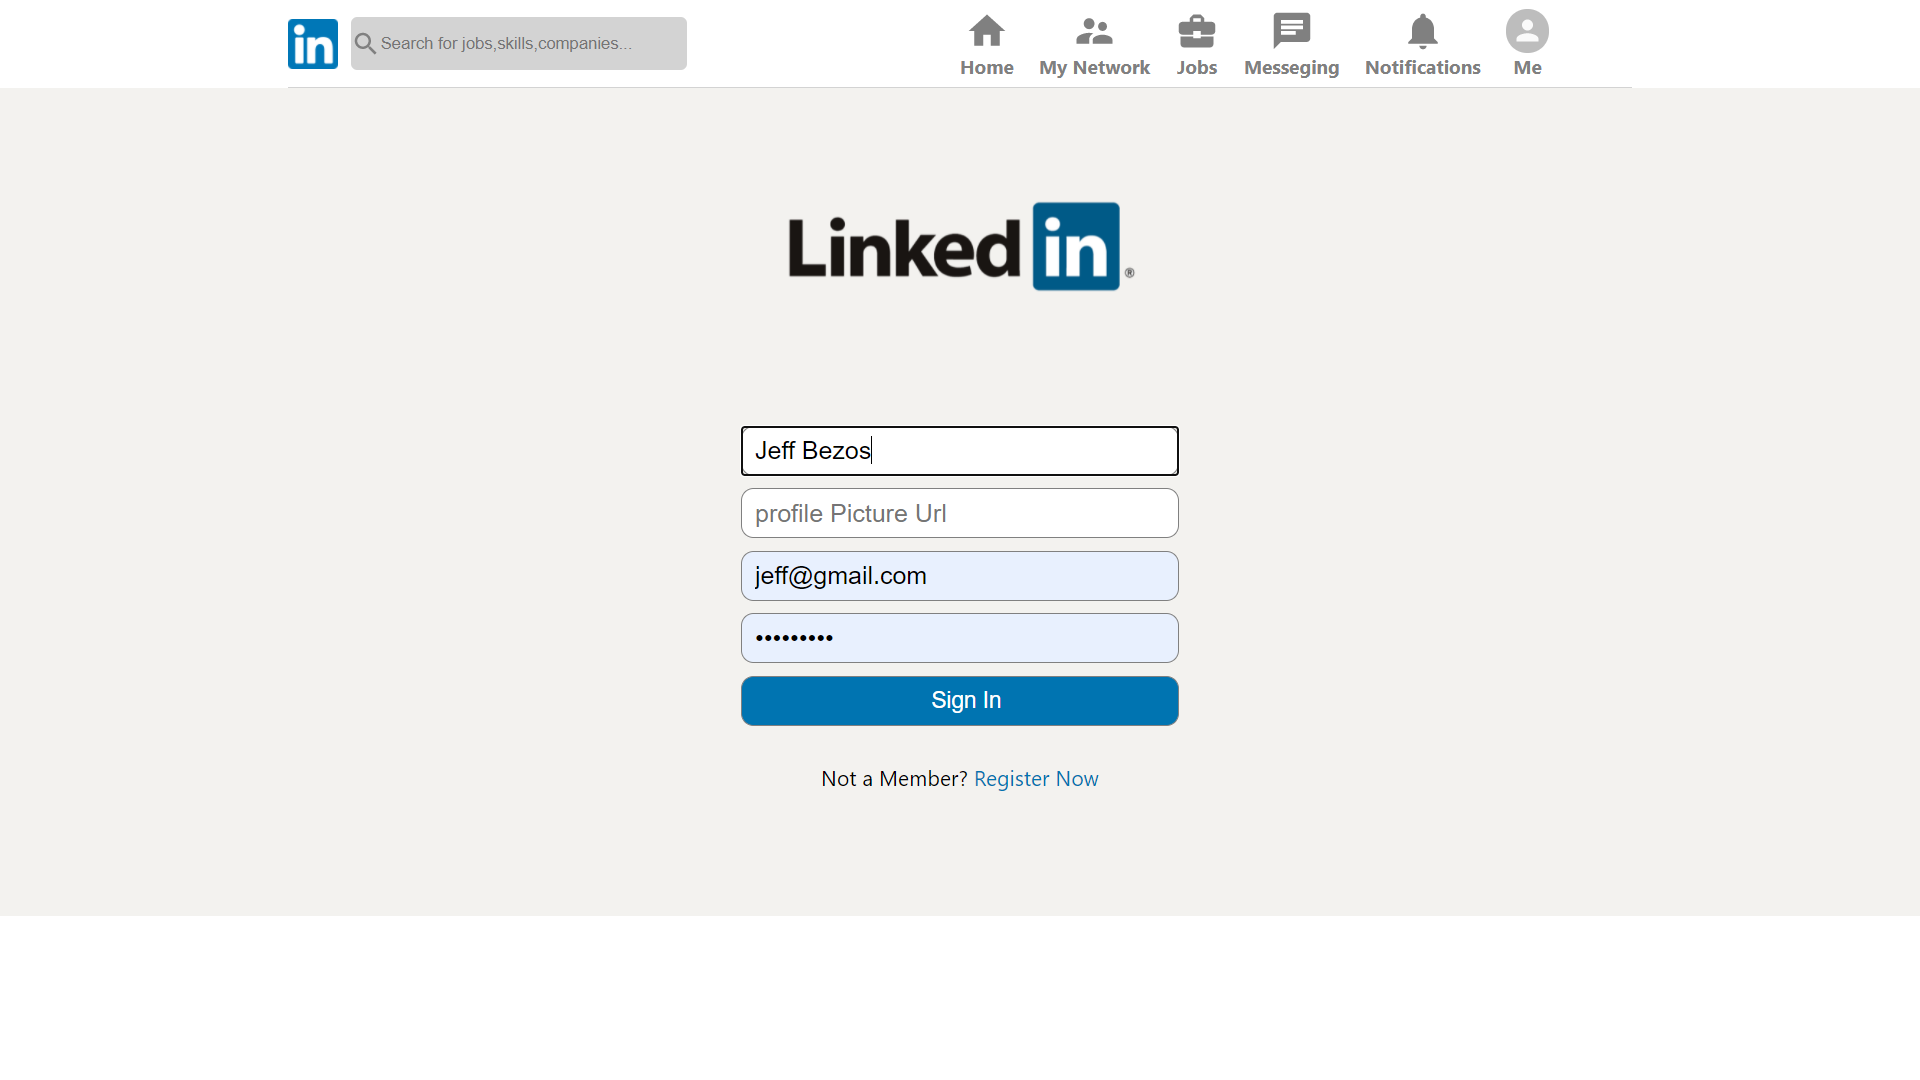 in
Search for jobs,skills,companies...
Home
My Network
Jobs
Messeging
Notifications
Me
Linked in ®
Jeff Bezos
profile Picture Url
jeff@gmail.com
•••••••••
Sign In
Not a Member? Register Now